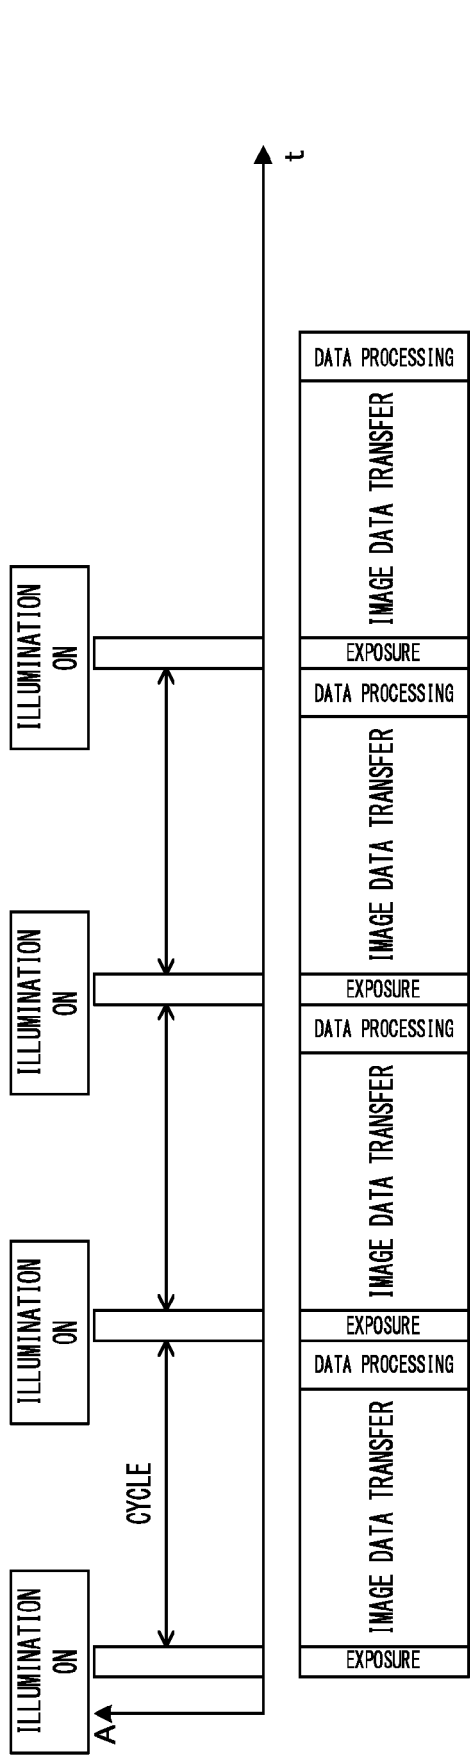 ILLUMINATION
ON
ILLUMINATION
ON
ILLUMINATION
ON
ILLUMINATION
ON
CYCLE
A
t
EXPOSURE
IMAGE DATA TRANSFER
DATA PROCESSING
EXPOSURE
IMAGE DATA TRANSFER
DATA PROCESSING
EXPOSURE
IMAGE DATA TRANSFER
DATA PROCESSING
EXPOSURE
IMAGE DATA TRANSFER
DATA PROCESSING